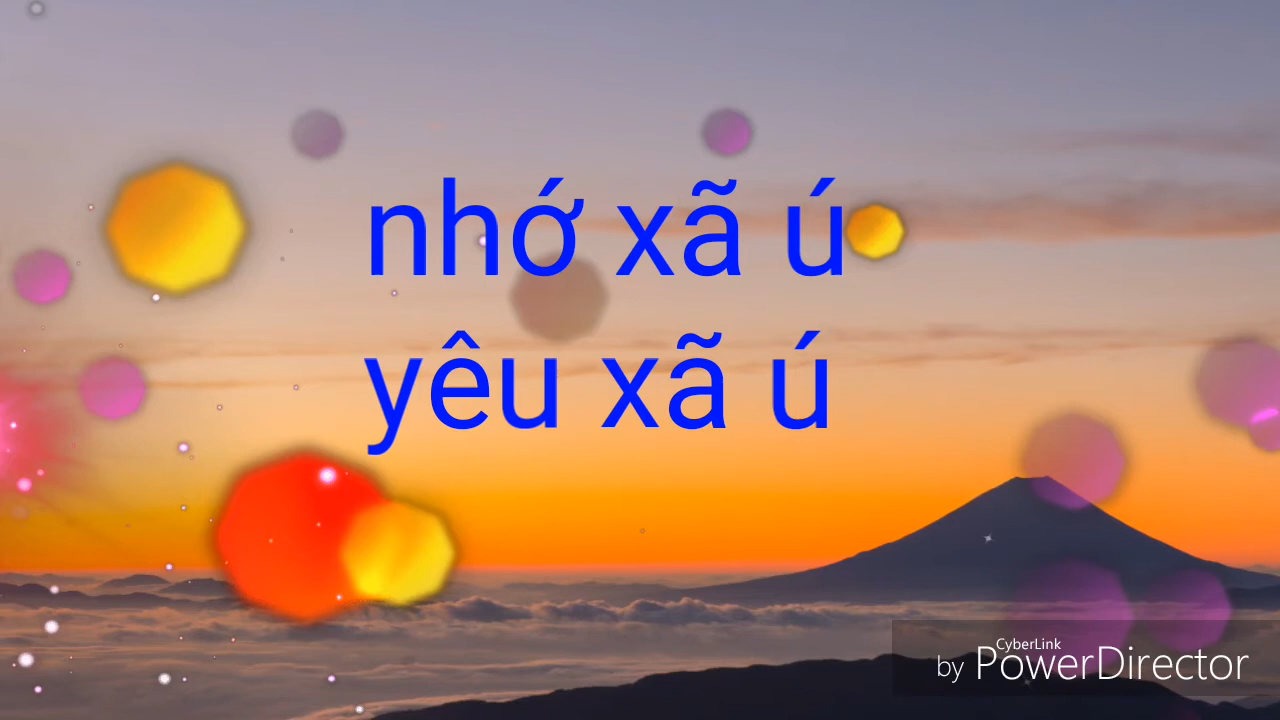 nhớ xã ú
yêu xã ú
CyberLink
by PowerDirector